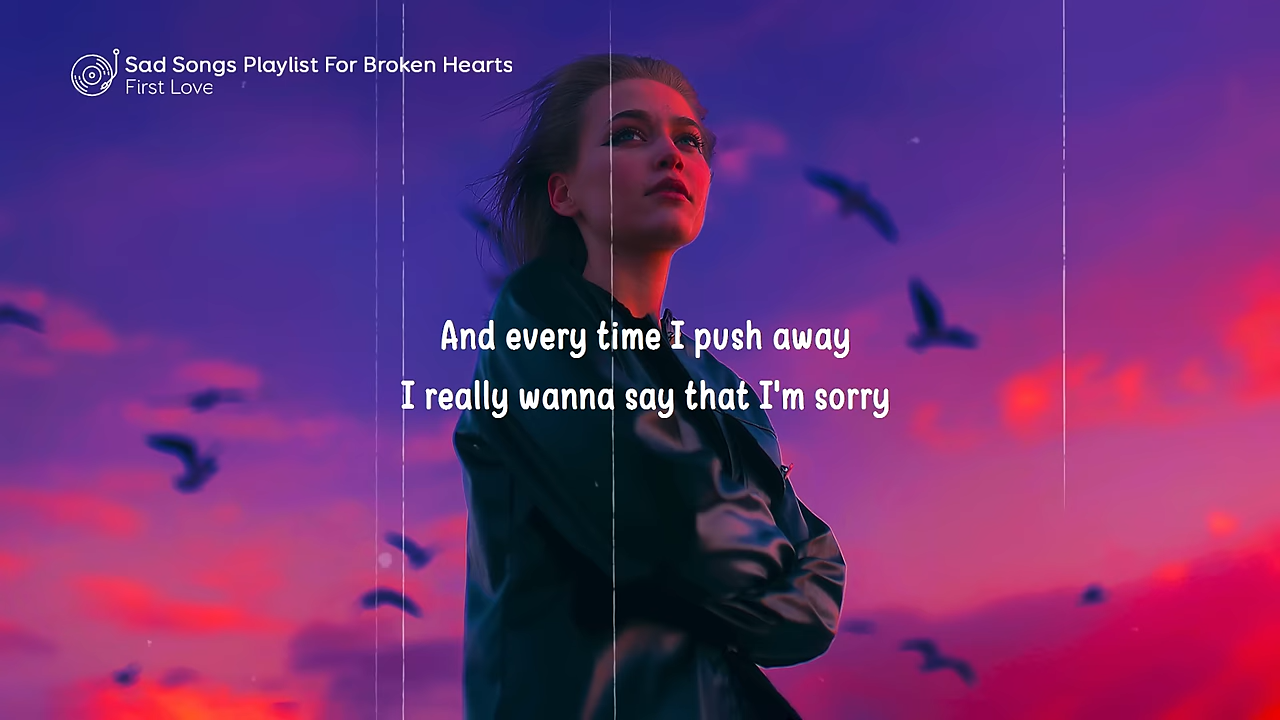 Sad Songs Playlist For Broken Hearts
First Love
And every time I push away
I really wanna say that I'm sorry